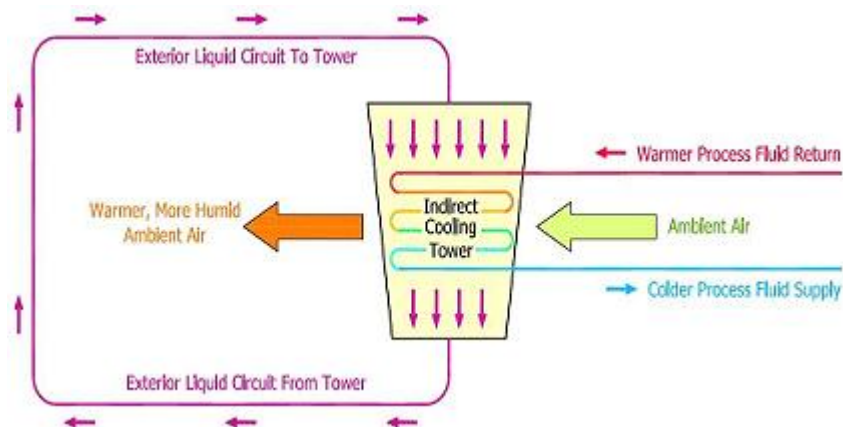 Exterior Liquid Circuit To Tower
Warmer Process Fluid Return
Warmer, More Humid
Ambient Air
Indirect
Cooling
Tower
Ambient Air
Colder Process Fluid Supply
Exterior Liquid Circuit From Tower